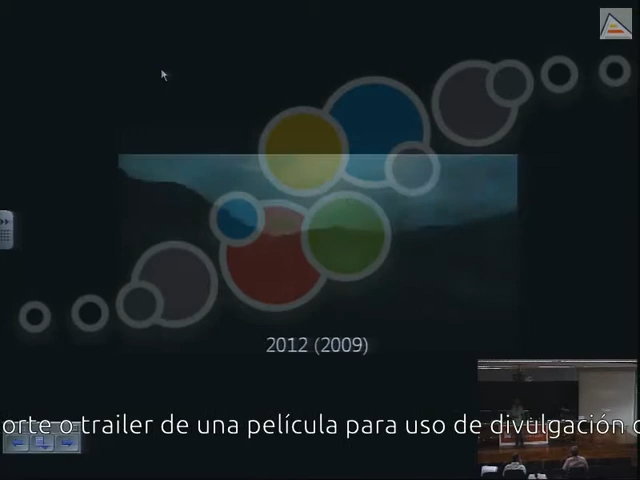 2012 (2009)
orte o trailer de una película para uso de divulgación